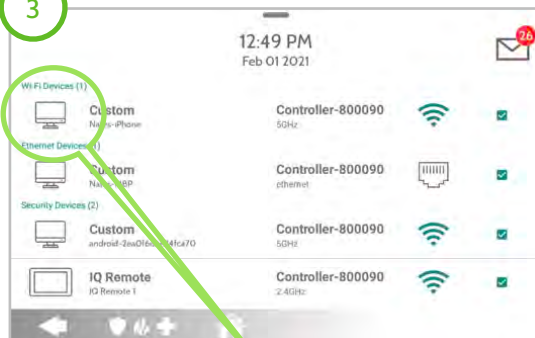 3
12:49 PM
Feb 01 2021
26
Wi-Fi Devices (1)
Custom
Controller-800090
5GHz
Ethernet Devices (1)
Custom
Controller-800090
ethernet
Security Devices (2)
Custom
Controller-800090
5GHz
IQ Remote
Controller-800090
IQ Remote 1
2.4GHz